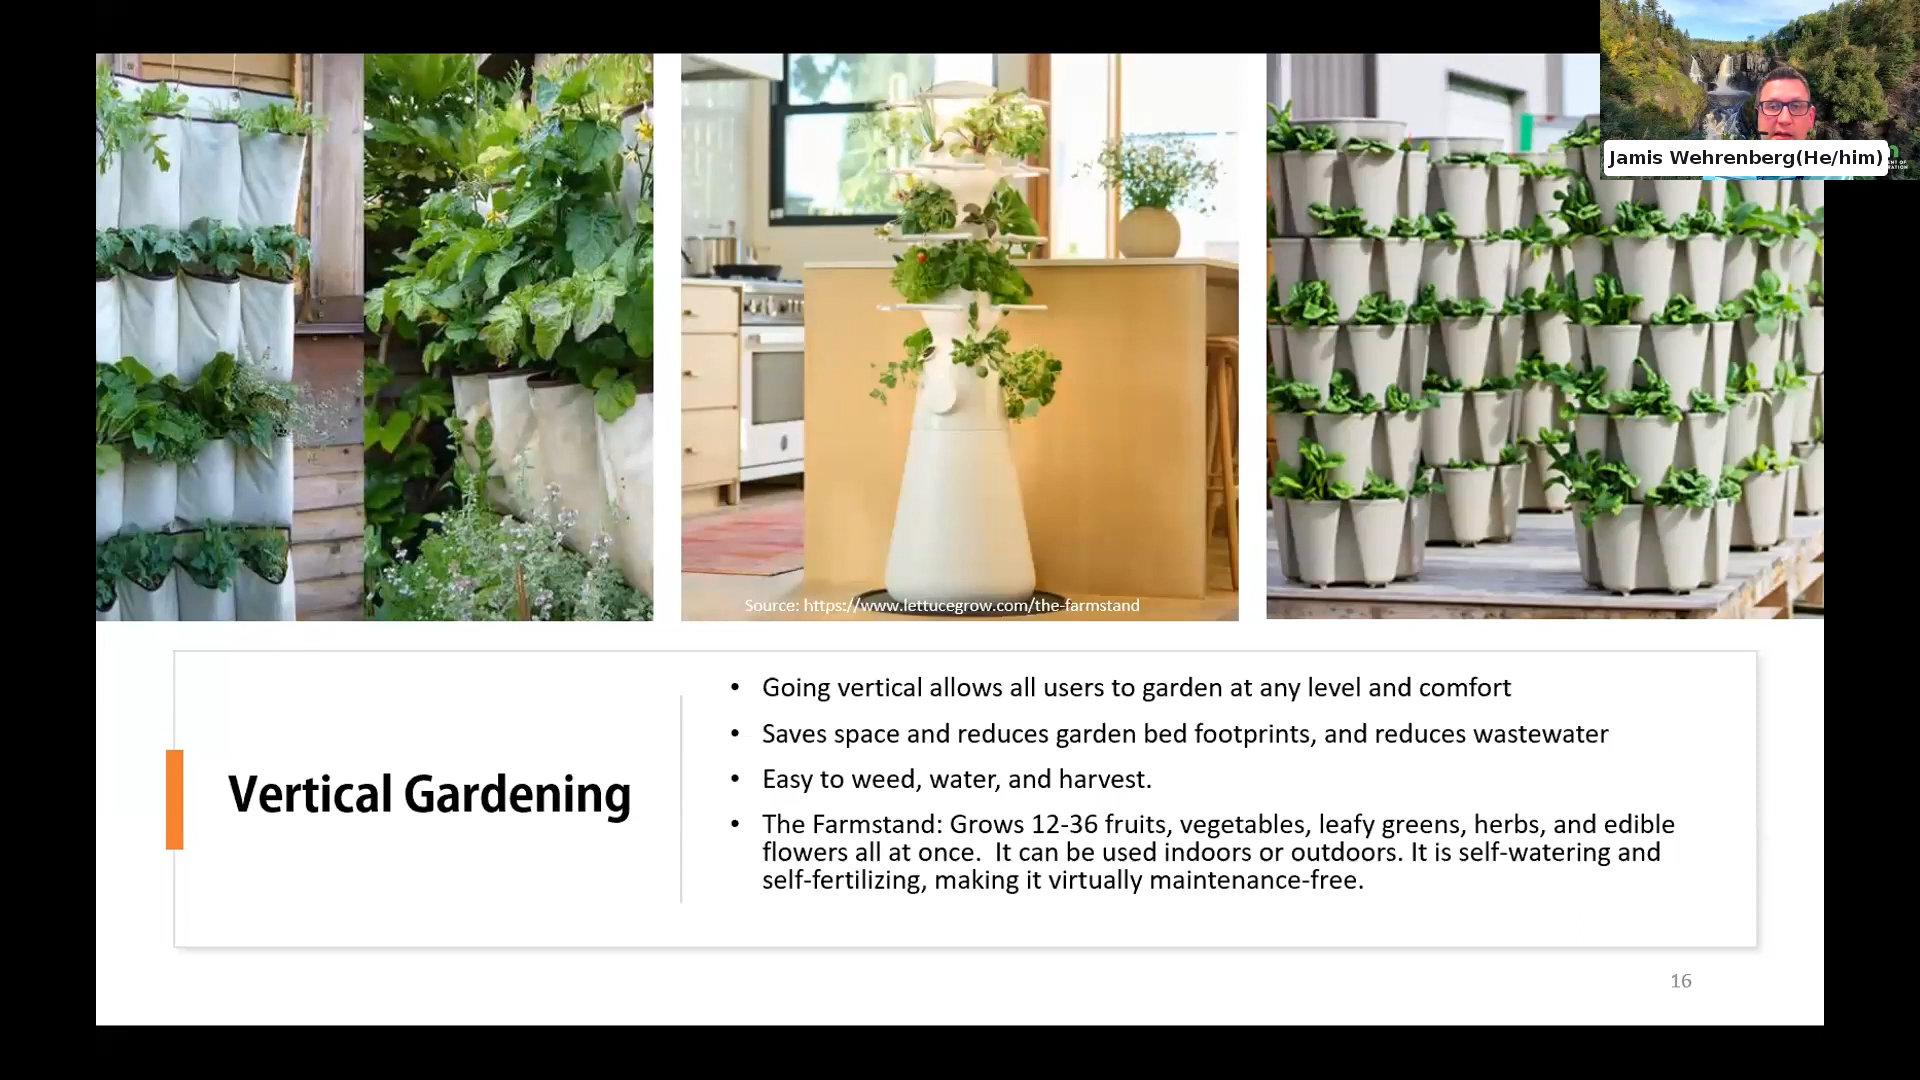 Jamis Wehrenberg(He/him)
Source: https://www.lettucegrow.com/the-farmstand
Vertical Gardening
• Going vertical allows all users to garden at any level and comfort
• Saves space and reduces garden bed footprints, and reduces wastewater
• Easy to weed, water, and harvest.
• The Farmstand: Grows 12-36 fruits, vegetables, leafy greens, herbs, and edible
flowers all at once.  It can be used indoors or outdoors. It is self-watering and
self-fertilizing, making it virtually maintenance-free.
16